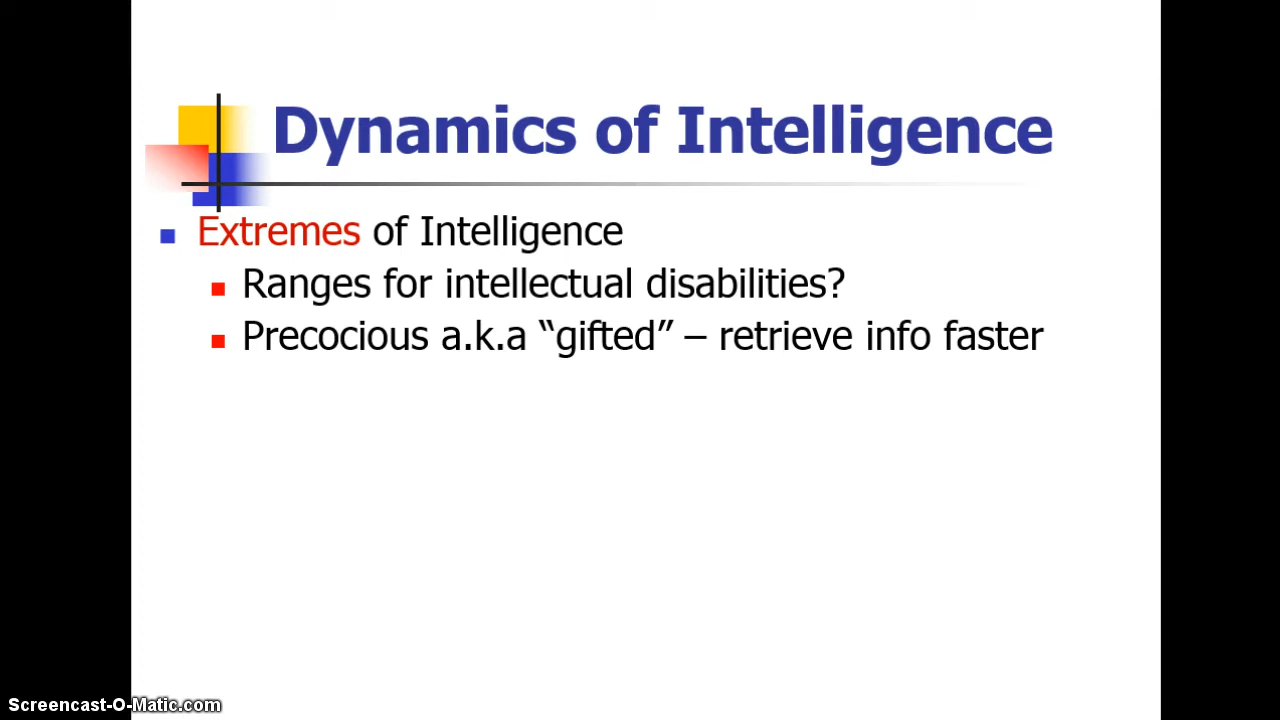 Dynamics of Intelligence
Extremes of Intelligence
Ranges for intellectual disabilities?
Precocious a.k.a “gifted” – retrieve info faster
Screencast-O-Matic.com